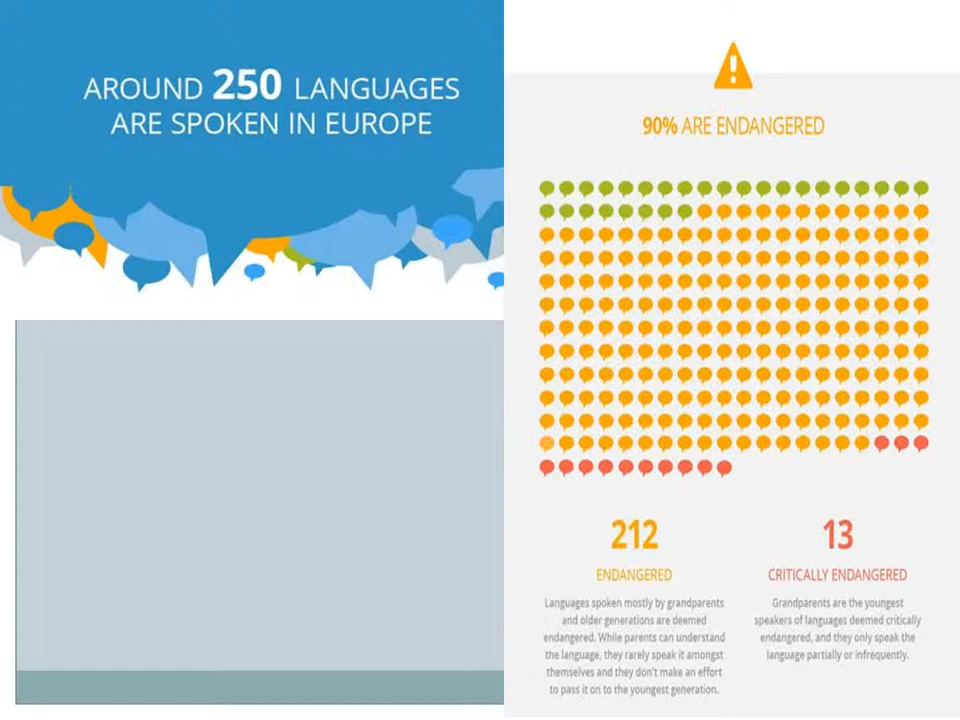 AROUND 250 LANGUAGES
ARE SPOKEN IN EUROPE
90% ARE ENDANGERED
212
ENDANGERED
Languages spoken mostly by grandparents
and older generations are deemed
endangered. While parents can understand
the language, they rarely speak it amongst
themselves and they don't make an effort
to pass it on to the youngest generation.
13
CRITICALLY ENDANGERED
Grandparents are the youngest
speakers of languages deemed critically
endangered, and they only speak the
language partially or infrequently.